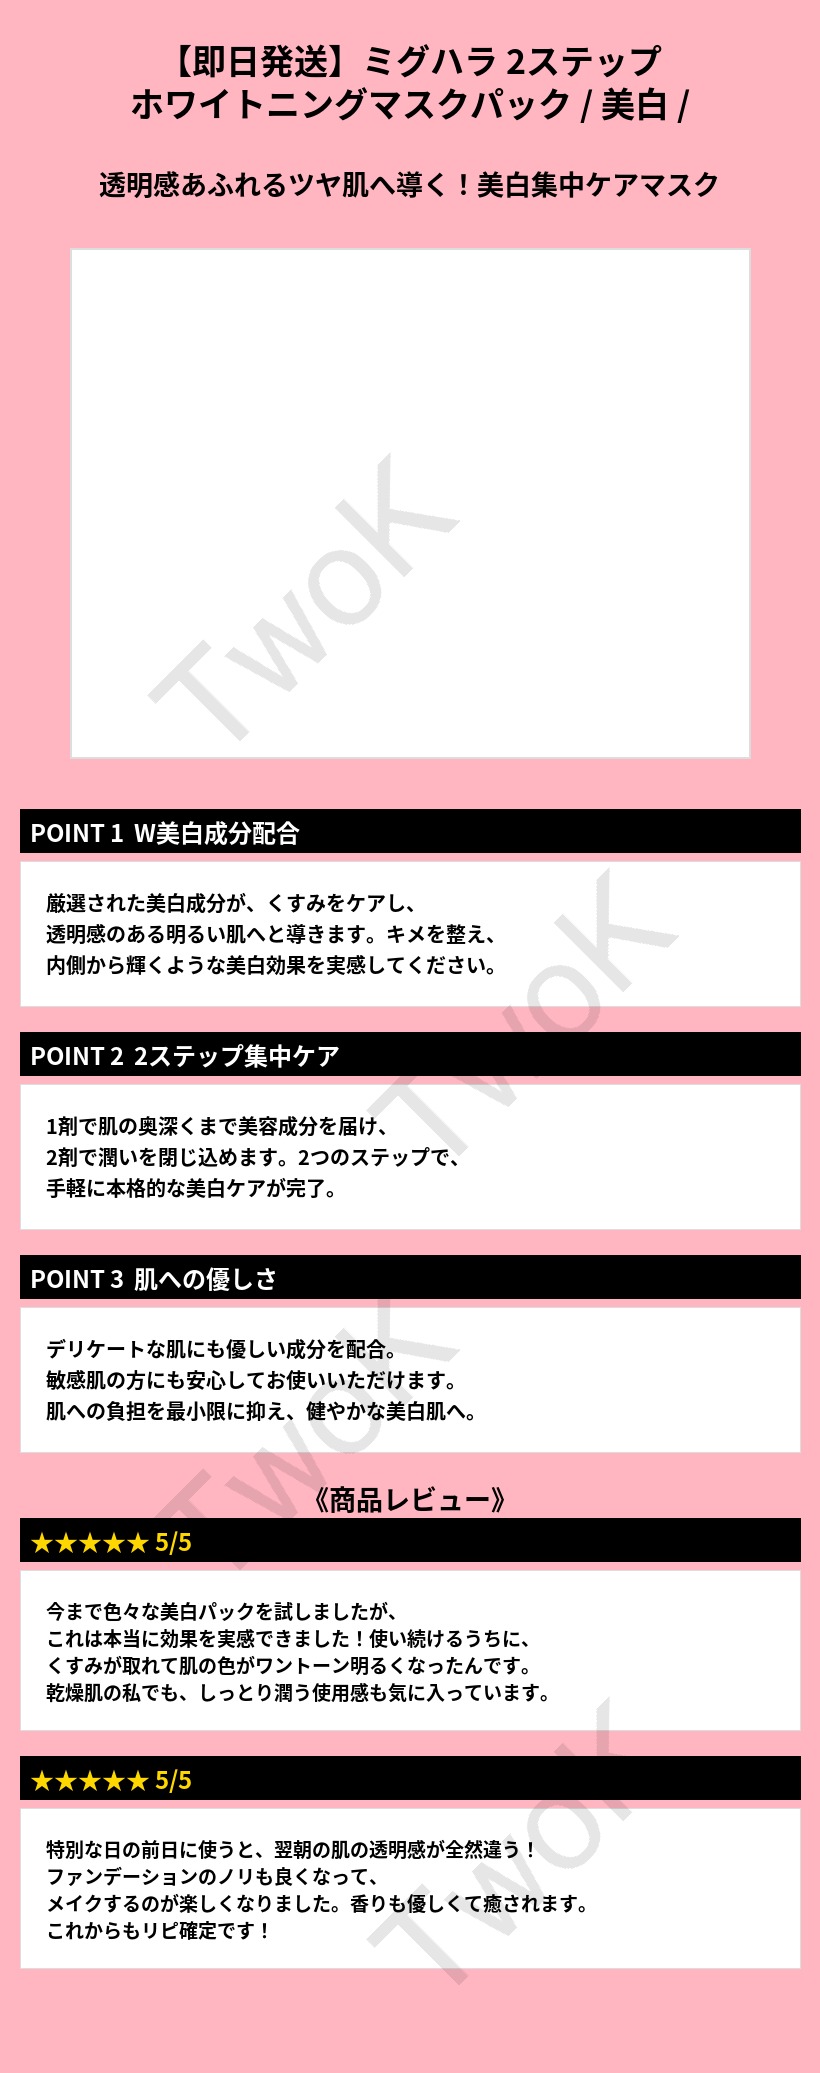 【即日発送】ミグハラ 2ステップ
ホワイトニングマスクパック / 美白 /
透明感あふれるツヤ肌へ導く！美白集中ケアマスク
TwoK
POINT 1 W美白成分配合
厳選された美白成分が、くすみをケアし、
透明感のある明るい肌へと導きます。キメを整え、
内側から輝くような美白効果を実感してください。
TwoK
POINT 2 2ステップ集中ケア
1剤で肌の奥深くまで美容成分を届け、
2剤で潤いを閉じ込めます。2つのステップで、
手軽に本格的な美白ケアが完了。
POINT 3 肌への優しさ
デリケートな肌にも優しい成分を配合。
敏感肌の方にも安心してお使いいただけます。
肌への負担を最小限に抑え、健やかな美白肌へ。
TwoK
《商品レビュー》
★★★★★ 5/5
今まで色々な美白パックを試しましたが、
これは本当に効果を実感できました！使い続けるうちに、
くすみが取れて肌の色がワントーン明るくなったんです。
乾燥肌の私でも、しっとり潤う使用感も気に入っています。
★★★★★ 5/5
特別な日の前日に使うと、翌朝の肌の透明感が全然違う！
ファンデーションのノリも良くなって、
メイクするのが楽しくなりました。香りも優しくて癒されます。
これからもリピ確定です！
TwoK